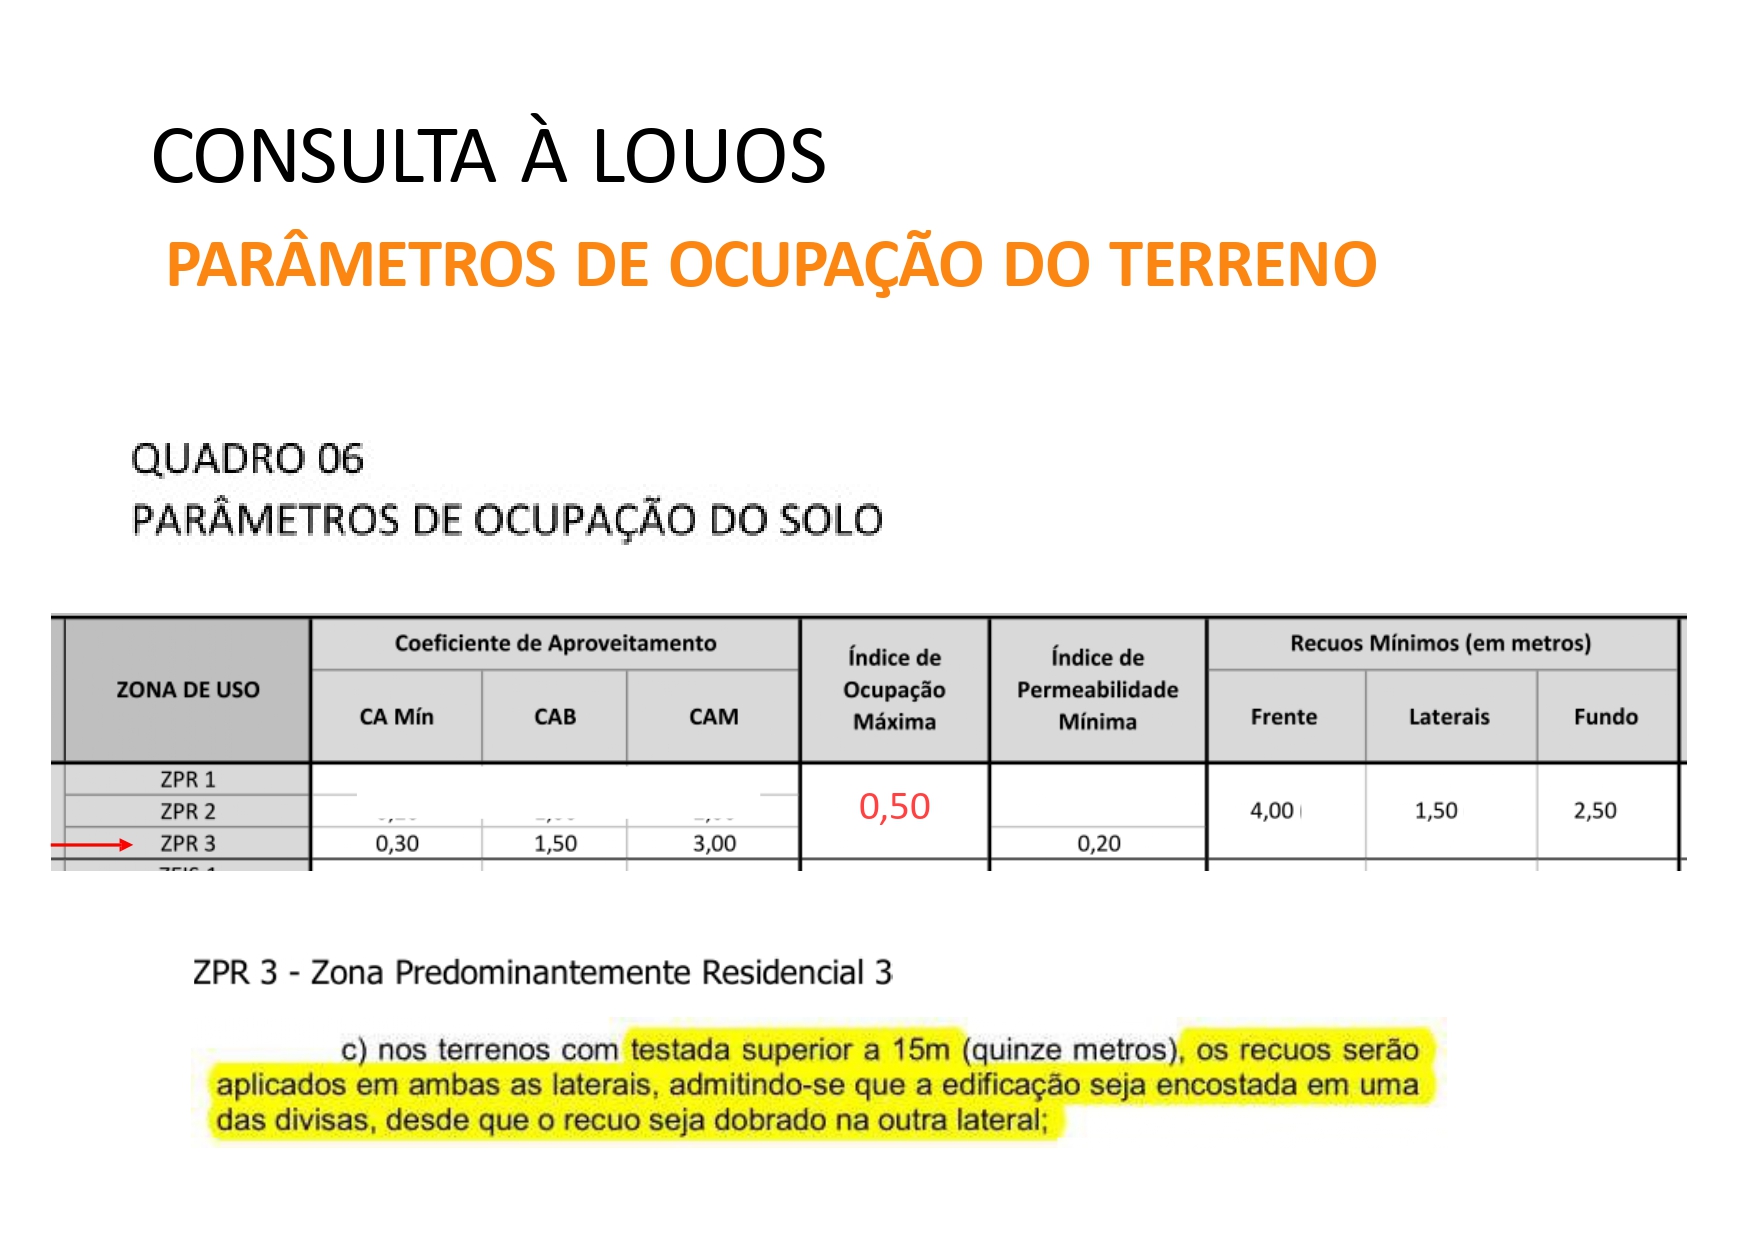 CONSULTA À LOUOS
PARÂMETROS DE OCUPAÇÃO DO TERRENO
QUADRO 06
PARÂMETROS DE OCUPAÇÃO DO SOLO
ZONA DE USO
Coeficiente de Aproveitamento
CA Mín
CAB
CAM
Índice de
Ocupação
Máxima
Índice de
Permeabilidade
Mínima
Recuos Mínimos (em metros)
Frente
Laterais
Fundo
ZPR 1
ZPR 2
0,50
4,00
1,50
2,50
ZPR 3
0,30
1,50
3,00
0,20
ZPR 3 - Zona Predominantemente Residencial 3
c) nos terrenos com testada superior a 15m (quinze metros), os recuos serão
aplicados em ambas as laterais, admitindo-se que a edificação seja encostada em uma
das divisas, desde que o recuo seja dobrado na outra lateral;